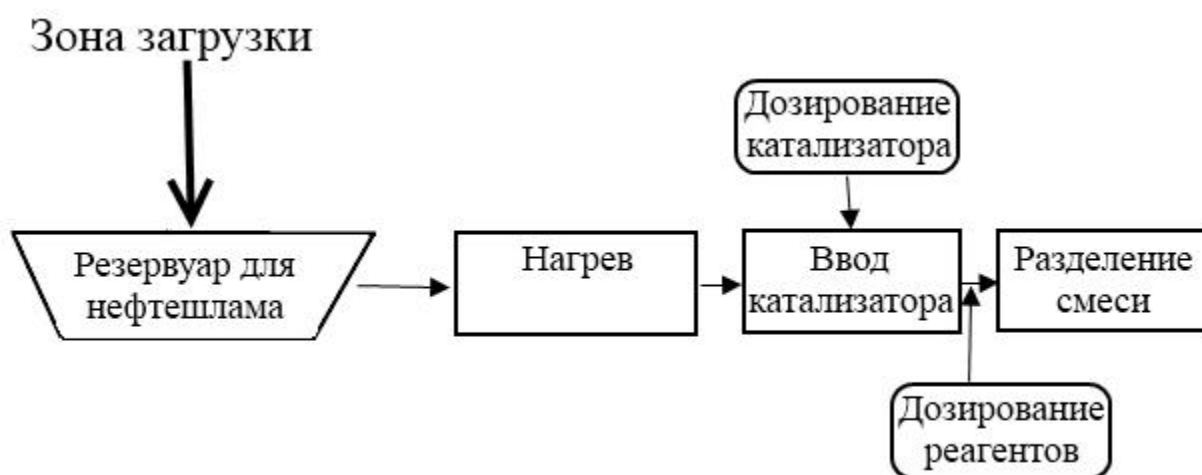 Зона загрузки
Дозирование
катализатора
Резервуар для
нефтешлама
Нагрев
Ввод
катализатора
Разделение
смеси
Дозирование
реагентов